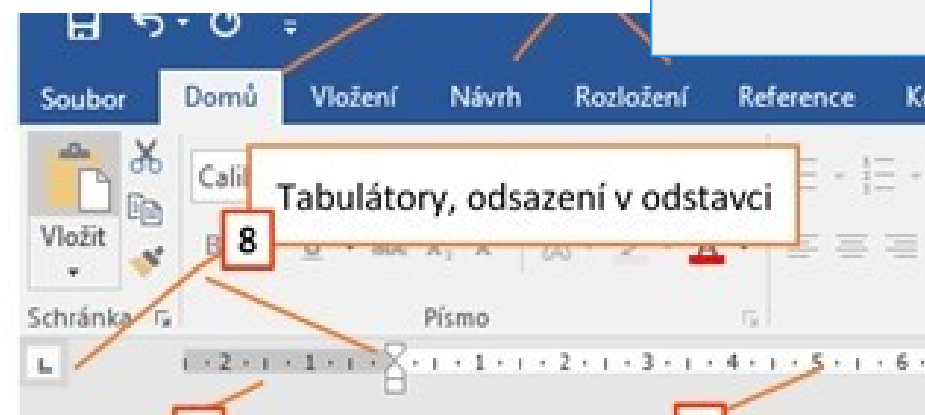 Soubor Domů Vložení Návrh Rozložení Reference
Tabulátory, odsazení v odstavci
8
Vložit
Schránka Písmo
L 2 1 1 2 3 4 5 6